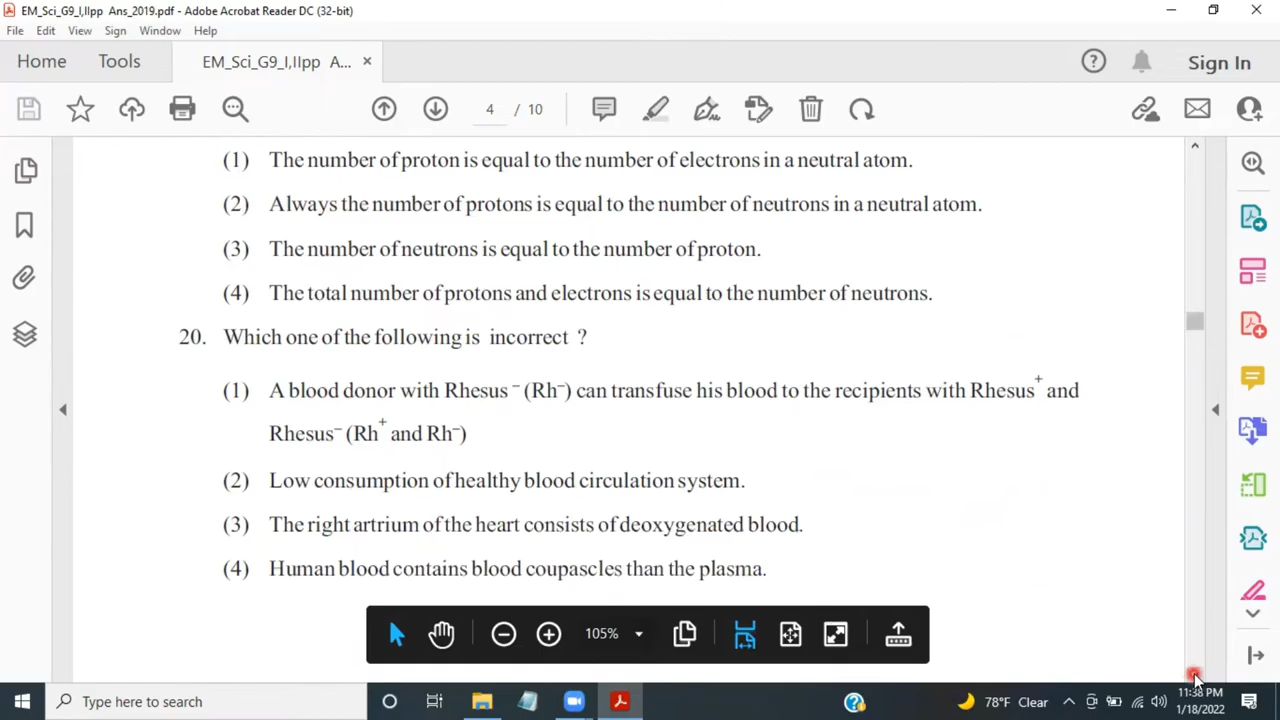 EM_Sci_G9_I,IIpp Ans_2019.pdf - Adobe Acrobat Reader DC (32-bit)
File Edit View Sign Window Help
Home Tools EM_Sci_G9_I,IIpp A... × Sign In
4 / 10
(1) The number of proton is equal to the number of electrons in a neutral atom.
(2) Always the number of protons is equal to the number of neutrons in a neutral atom.
(3) The number of neutrons is equal to the number of proton.
(4) The total number of protons and electrons is equal to the number of neutrons.
20. Which one of the following is incorrect ?
(1) A blood donor with Rhesus⁻ (Rh⁻) can transfuse his blood to the recipients with Rhesus⁺ and
Rhesus⁻ (Rh⁺ and Rh⁻)
(2) Low consumption of healthy blood circulation system.
(3) The right artrium of the heart consists of deoxygenated blood.
(4) Human blood contains blood coupascles than the plasma.
105%
Type here to search
78°F Clear
11:38 PM
1/18/2022